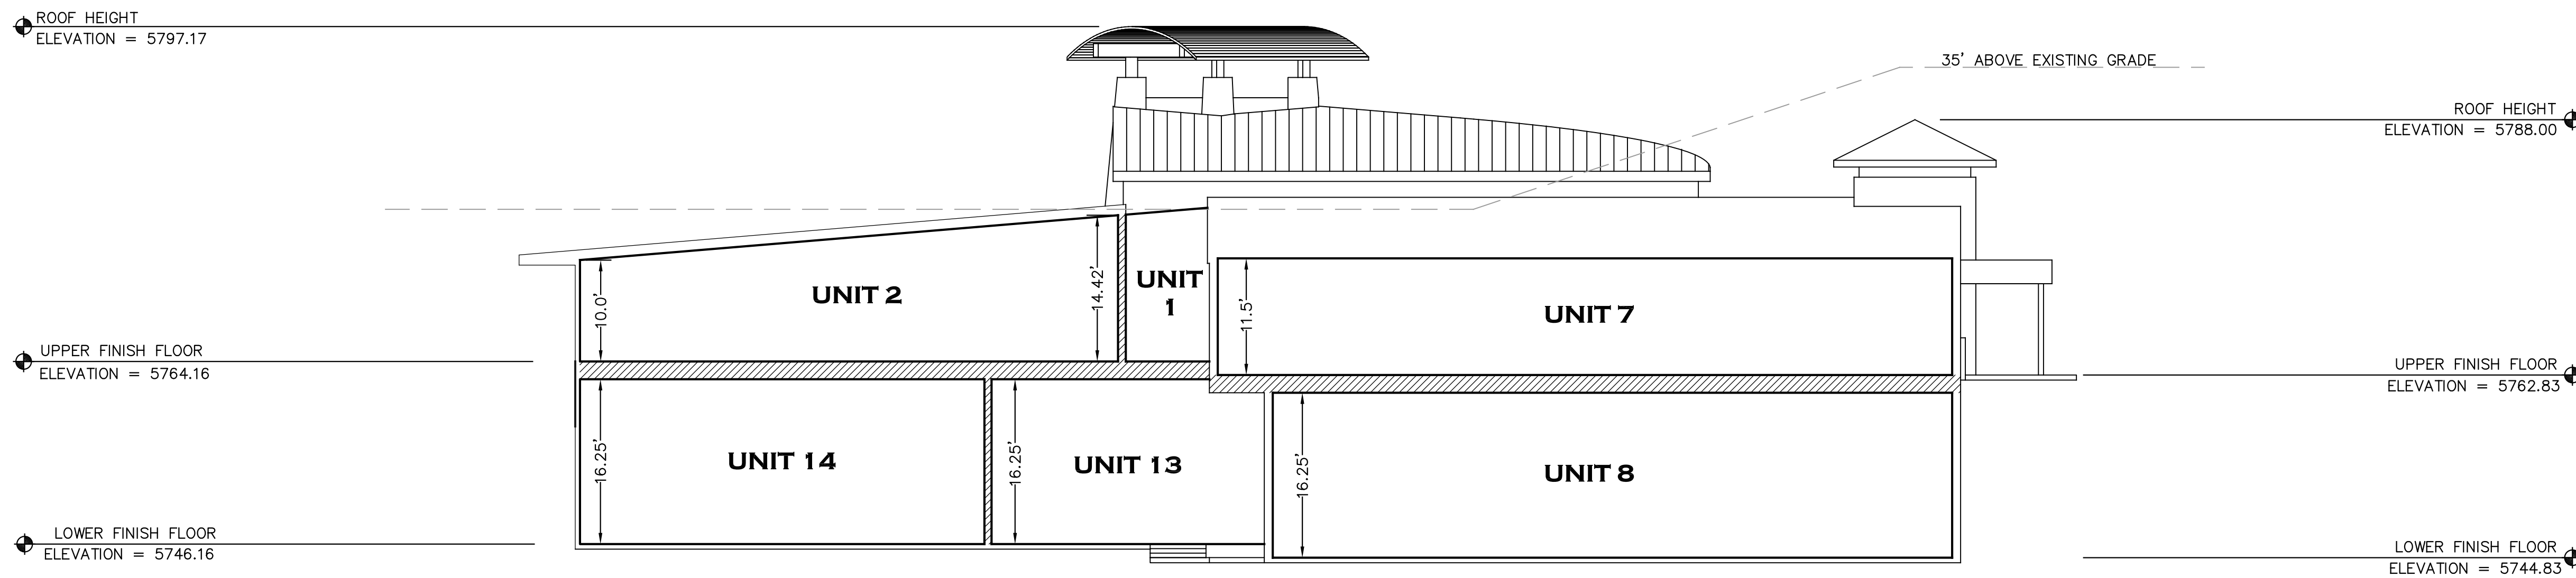 ROOF HEIGHT
ELEVATION = 5797.17
35' ABOVE EXISTING GRADE
ROOF HEIGHT
ELEVATION = 5788.00
UNIT 2
UNIT
1
10.0'
14.42'
11.5'
UNIT 7
UPPER FINISH FLOOR
ELEVATION = 5764.16
UPPER FINISH FLOOR
ELEVATION = 5762.83
16.25'
UNIT 14
16.25'
UNIT 13
16.25'
UNIT 8
LOWER FINISH FLOOR
ELEVATION = 5746.16
LOWER FINISH FLOOR
ELEVATION = 5744.83